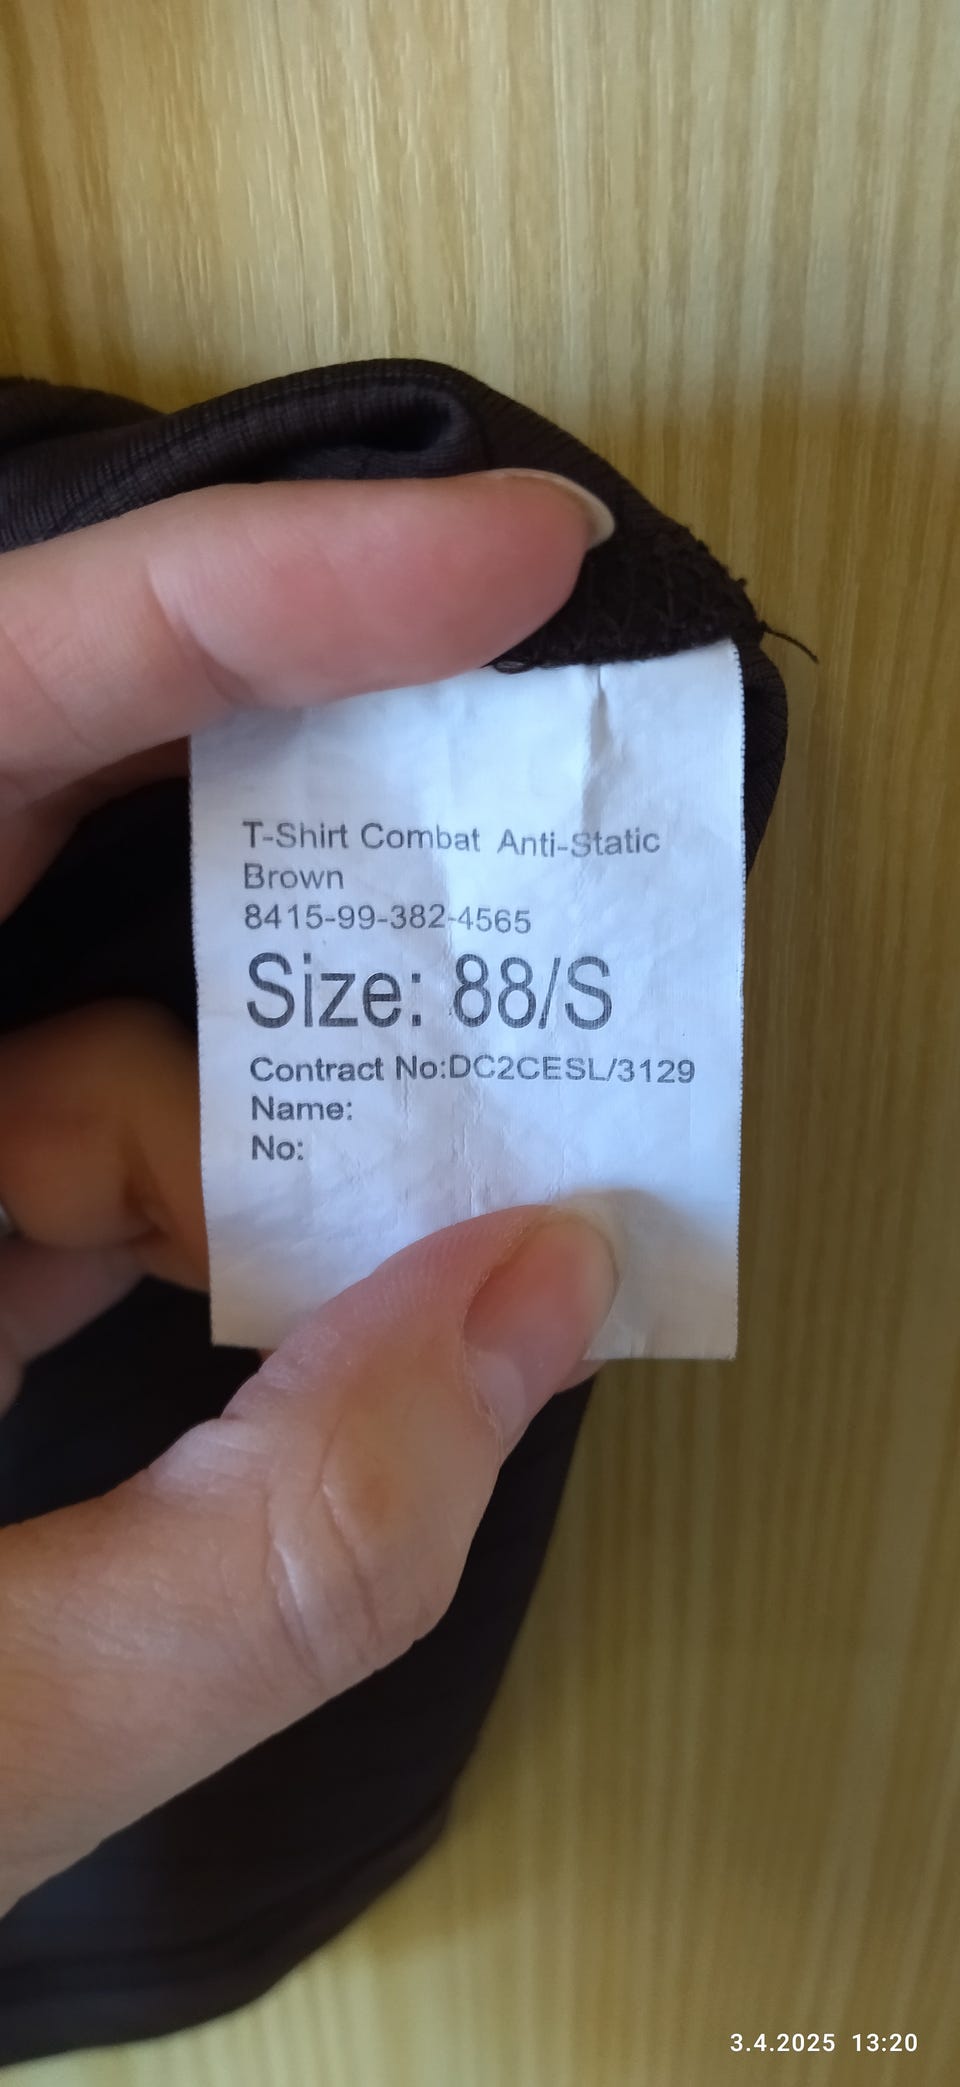 T-Shirt Combat Anti-Static
Brown
8415-99-382-4565
Size: 88/S
Contract No:DC2CESL/3129
Name:
No:
3.4.2025 13:20